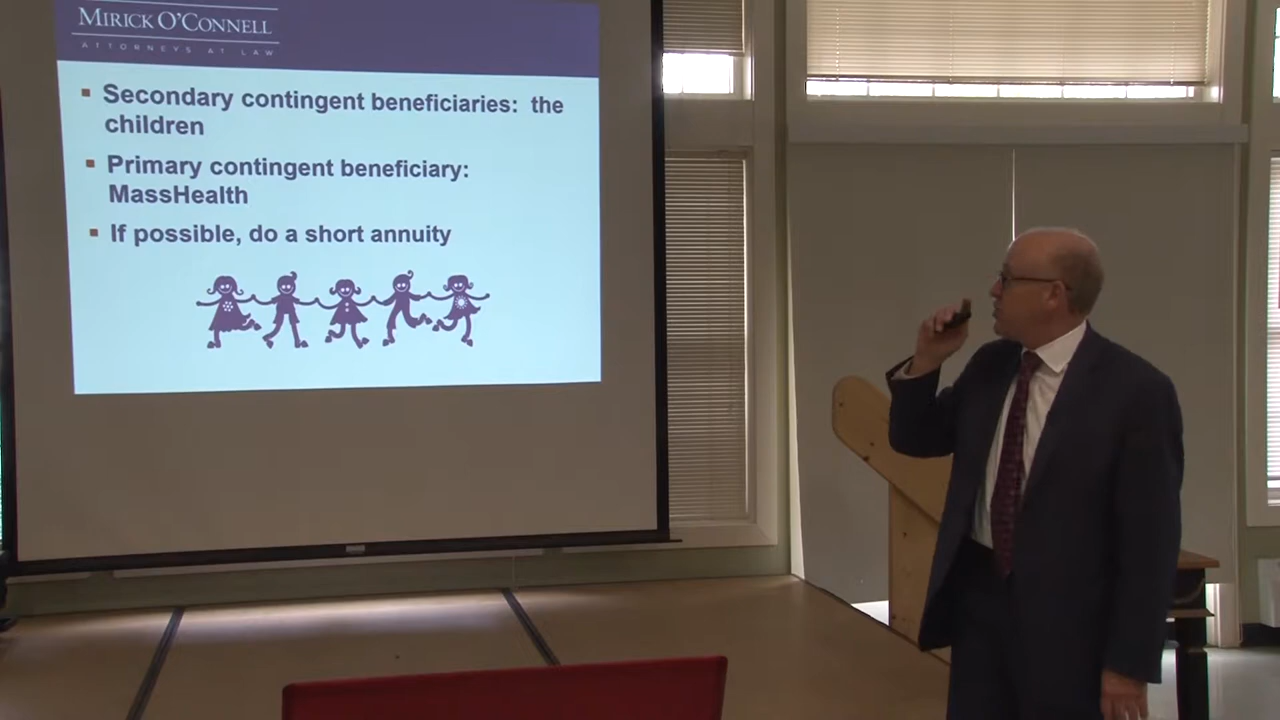 MIRICK O'CONNELL
ATTORNEYS AT LAW
Secondary contingent beneficiaries: the
children
Primary contingent beneficiary:
MassHealth
If possible, do a short annuity